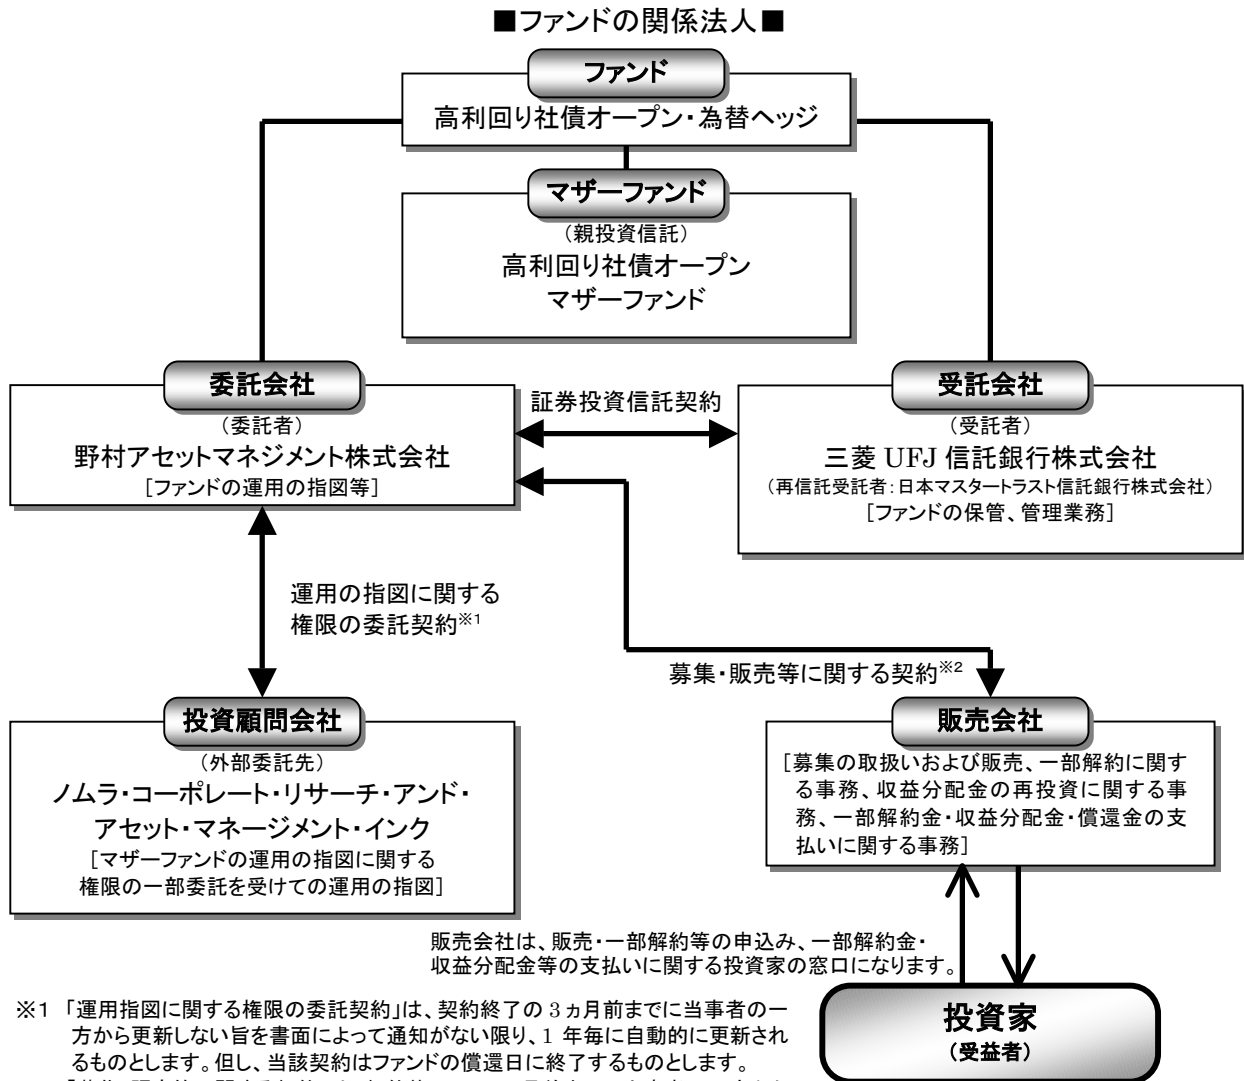 ■ファンドの関係法人■
ファンド
高利回り社債オープン・為替ヘッジ
マザーファンド
（親投資信託）
高利回り社債オープン
マザーファンド
委託会社
（委託者）
野村アセットマネジメント株式会社
［ファンドの運用の指図等］
証券投資信託契約
受託会社
（受託者）
三菱 UFJ 信託銀行株式会社
（再信託受託者：日本マスタートラスト信託銀行株式会社）
［ファンドの保管、管理業務］
運用の指図に関する
権限の委託契約※1
募集・販売等に関する契約※2
投資顧問会社
（外部委託先）
ノムラ・コーポレート・リサーチ・アンド・
アセット・マネージメント・インク
［マザーファンドの運用の指図に関する
権限の一部委託を受けての運用の指図］
販売会社
［募集の取扱いおよび販売、一部解約に関す
る事務、収益分配金の再投資に関する事
務、一部解約金・収益分配金・償還金の支
払いに関する事務］
販売会社は、販売・一部解約等の申込み、一部解約金・
収益分配金等の支払いに関する投資家の窓口になります。
投資家
（受益者）
※1 「運用指図に関する権限の委託契約」は、契約終了の 3 ヵ月前までに当事者の一
方から更新しない旨を書面によって通知がない限り、1 年毎に自動的に更新され
るものとします。但し、当該契約はファンドの償還日に終了するものとします。